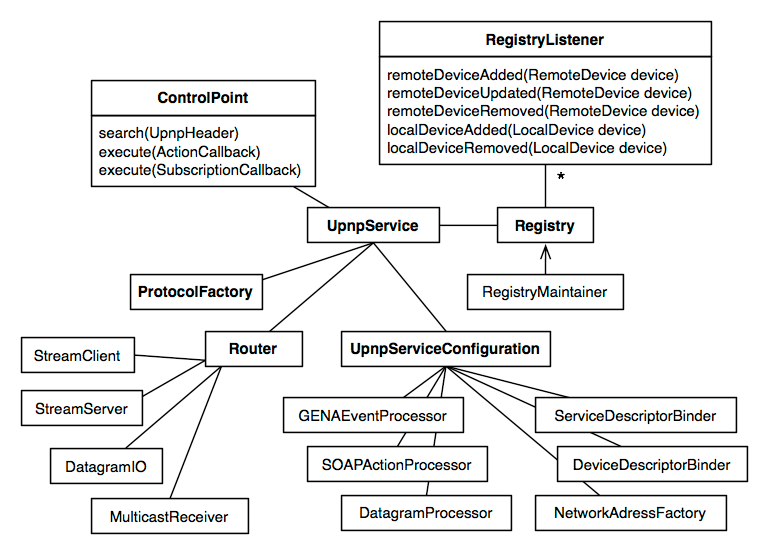 RegistryListener
remoteDeviceAdded(RemoteDevice device)
remoteDeviceUpdated(RemoteDevice device)
remoteDeviceRemoved(RemoteDevice device)
localDeviceAdded(LocalDevice device)
localDeviceRemoved(LocalDevice device)
ControlPoint
search(UpnpHeader)
execute(ActionCallback)
execute(SubscriptionCallback)
*
UpnpService
Registry
ProtocolFactory
RegistryMaintainer
StreamClient
Router
UpnpServiceConfiguration
StreamServer
GENAEventProcessor
ServiceDescriptorBinder
DatagramIO
SOAPActionProcessor
DeviceDescriptorBinder
MulticastReceiver
DatagramProcessor
NetworkAdressFactory